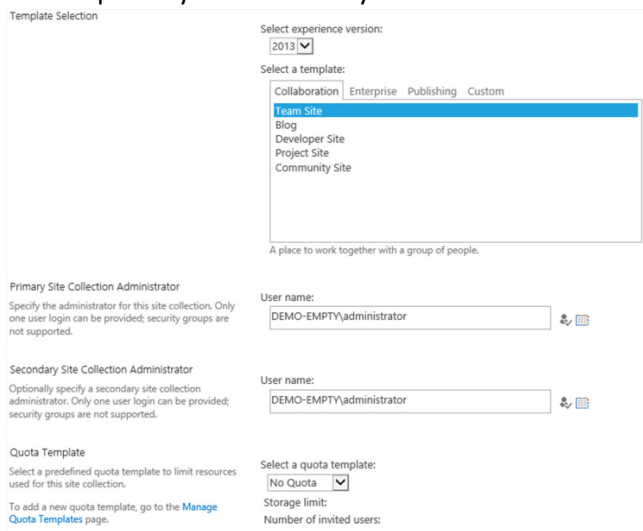 Template Selection
Select experience version:
2013
Select a template:
Collaboration Enterprise Publishing Custom
Team Site
Blog
Developer Site
Project Site
Community Site
A place to work together with a group of people.
Primary Site Collection Administrator
Specify the administrator for this site collection. Only
one user login can be provided; security groups are
not supported.
User name:
DEMO-EMPTY\administrator
Secondary Site Collection Administrator
Optionally specify a secondary site collection
administrator. Only one user login can be provided;
security groups are not supported.
User name:
DEMO-EMPTY\administrator
Quota Template
Select a predefined quota template to limit resources
used for this site collection.
To add a new quota template, go to the Manage
Quota Templates page.
Select a quota template:
No Quota
Storage limit:
Number of invited users: